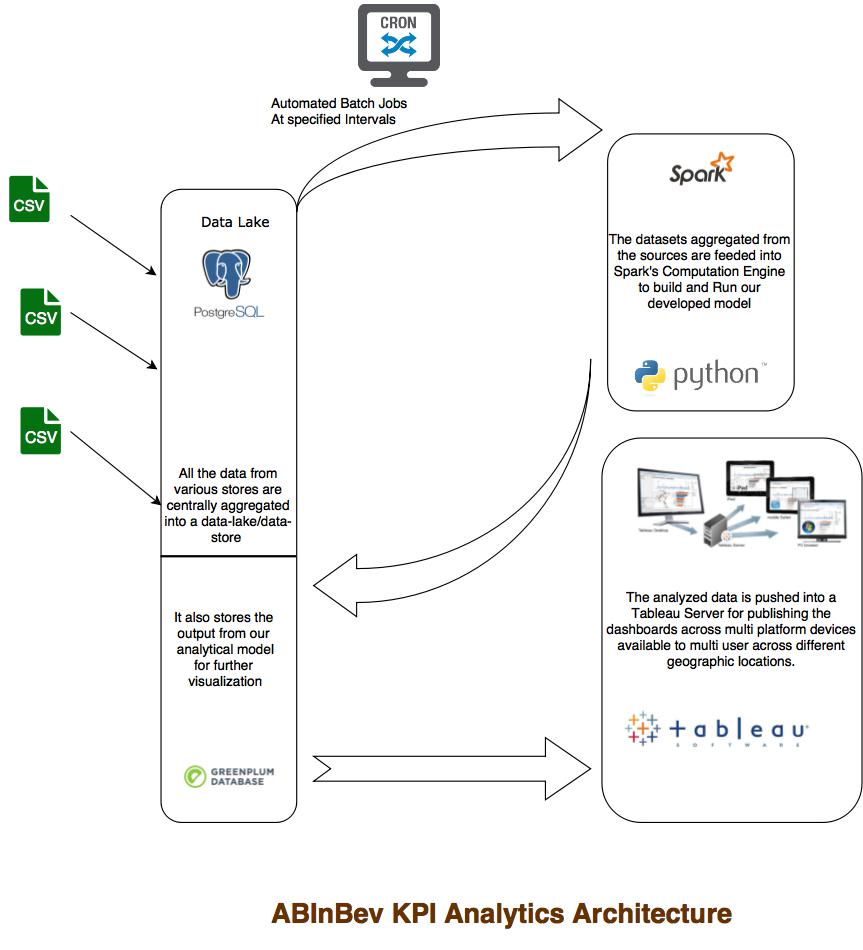 CRON
Automated Batch Jobs
At specified Intervals
CSV
CSV
CSV
Data Lake
PostgreSQL
All the data from
various stores are
centrally aggregated
into a data-lake/data-
store
It also stores the
output from our
analytical model
for further
visualization
GREENPLUM
DATABASE
Spark
The datasets aggregated from
the sources are feeded into
Spark's Computation Engine
to build and Run our
developed model
python™
Tableau Desktop
Tableau Server
The analyzed data is pushed into a
Tableau Server for publishing the
dashboards across multi platform devices
available to multi user across different
geographic locations.
+ableau
SOFTWARE
ABInBev KPI Analytics Architecture